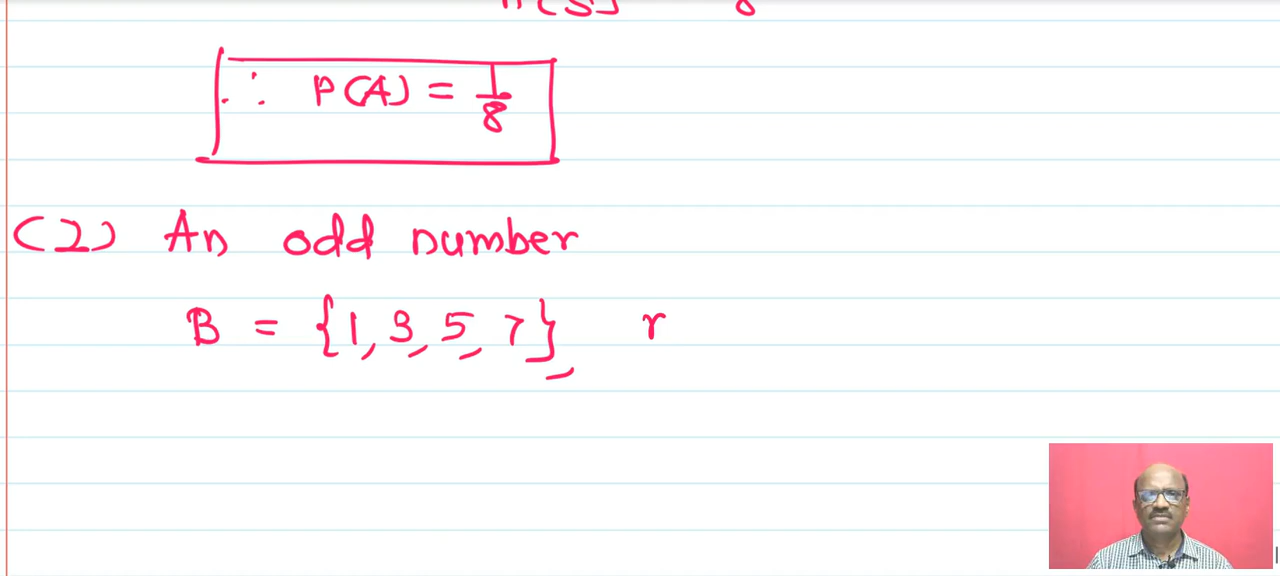 ∴ P(A) = 1/8
(2) An odd number
B = {1, 3, 5, 7},